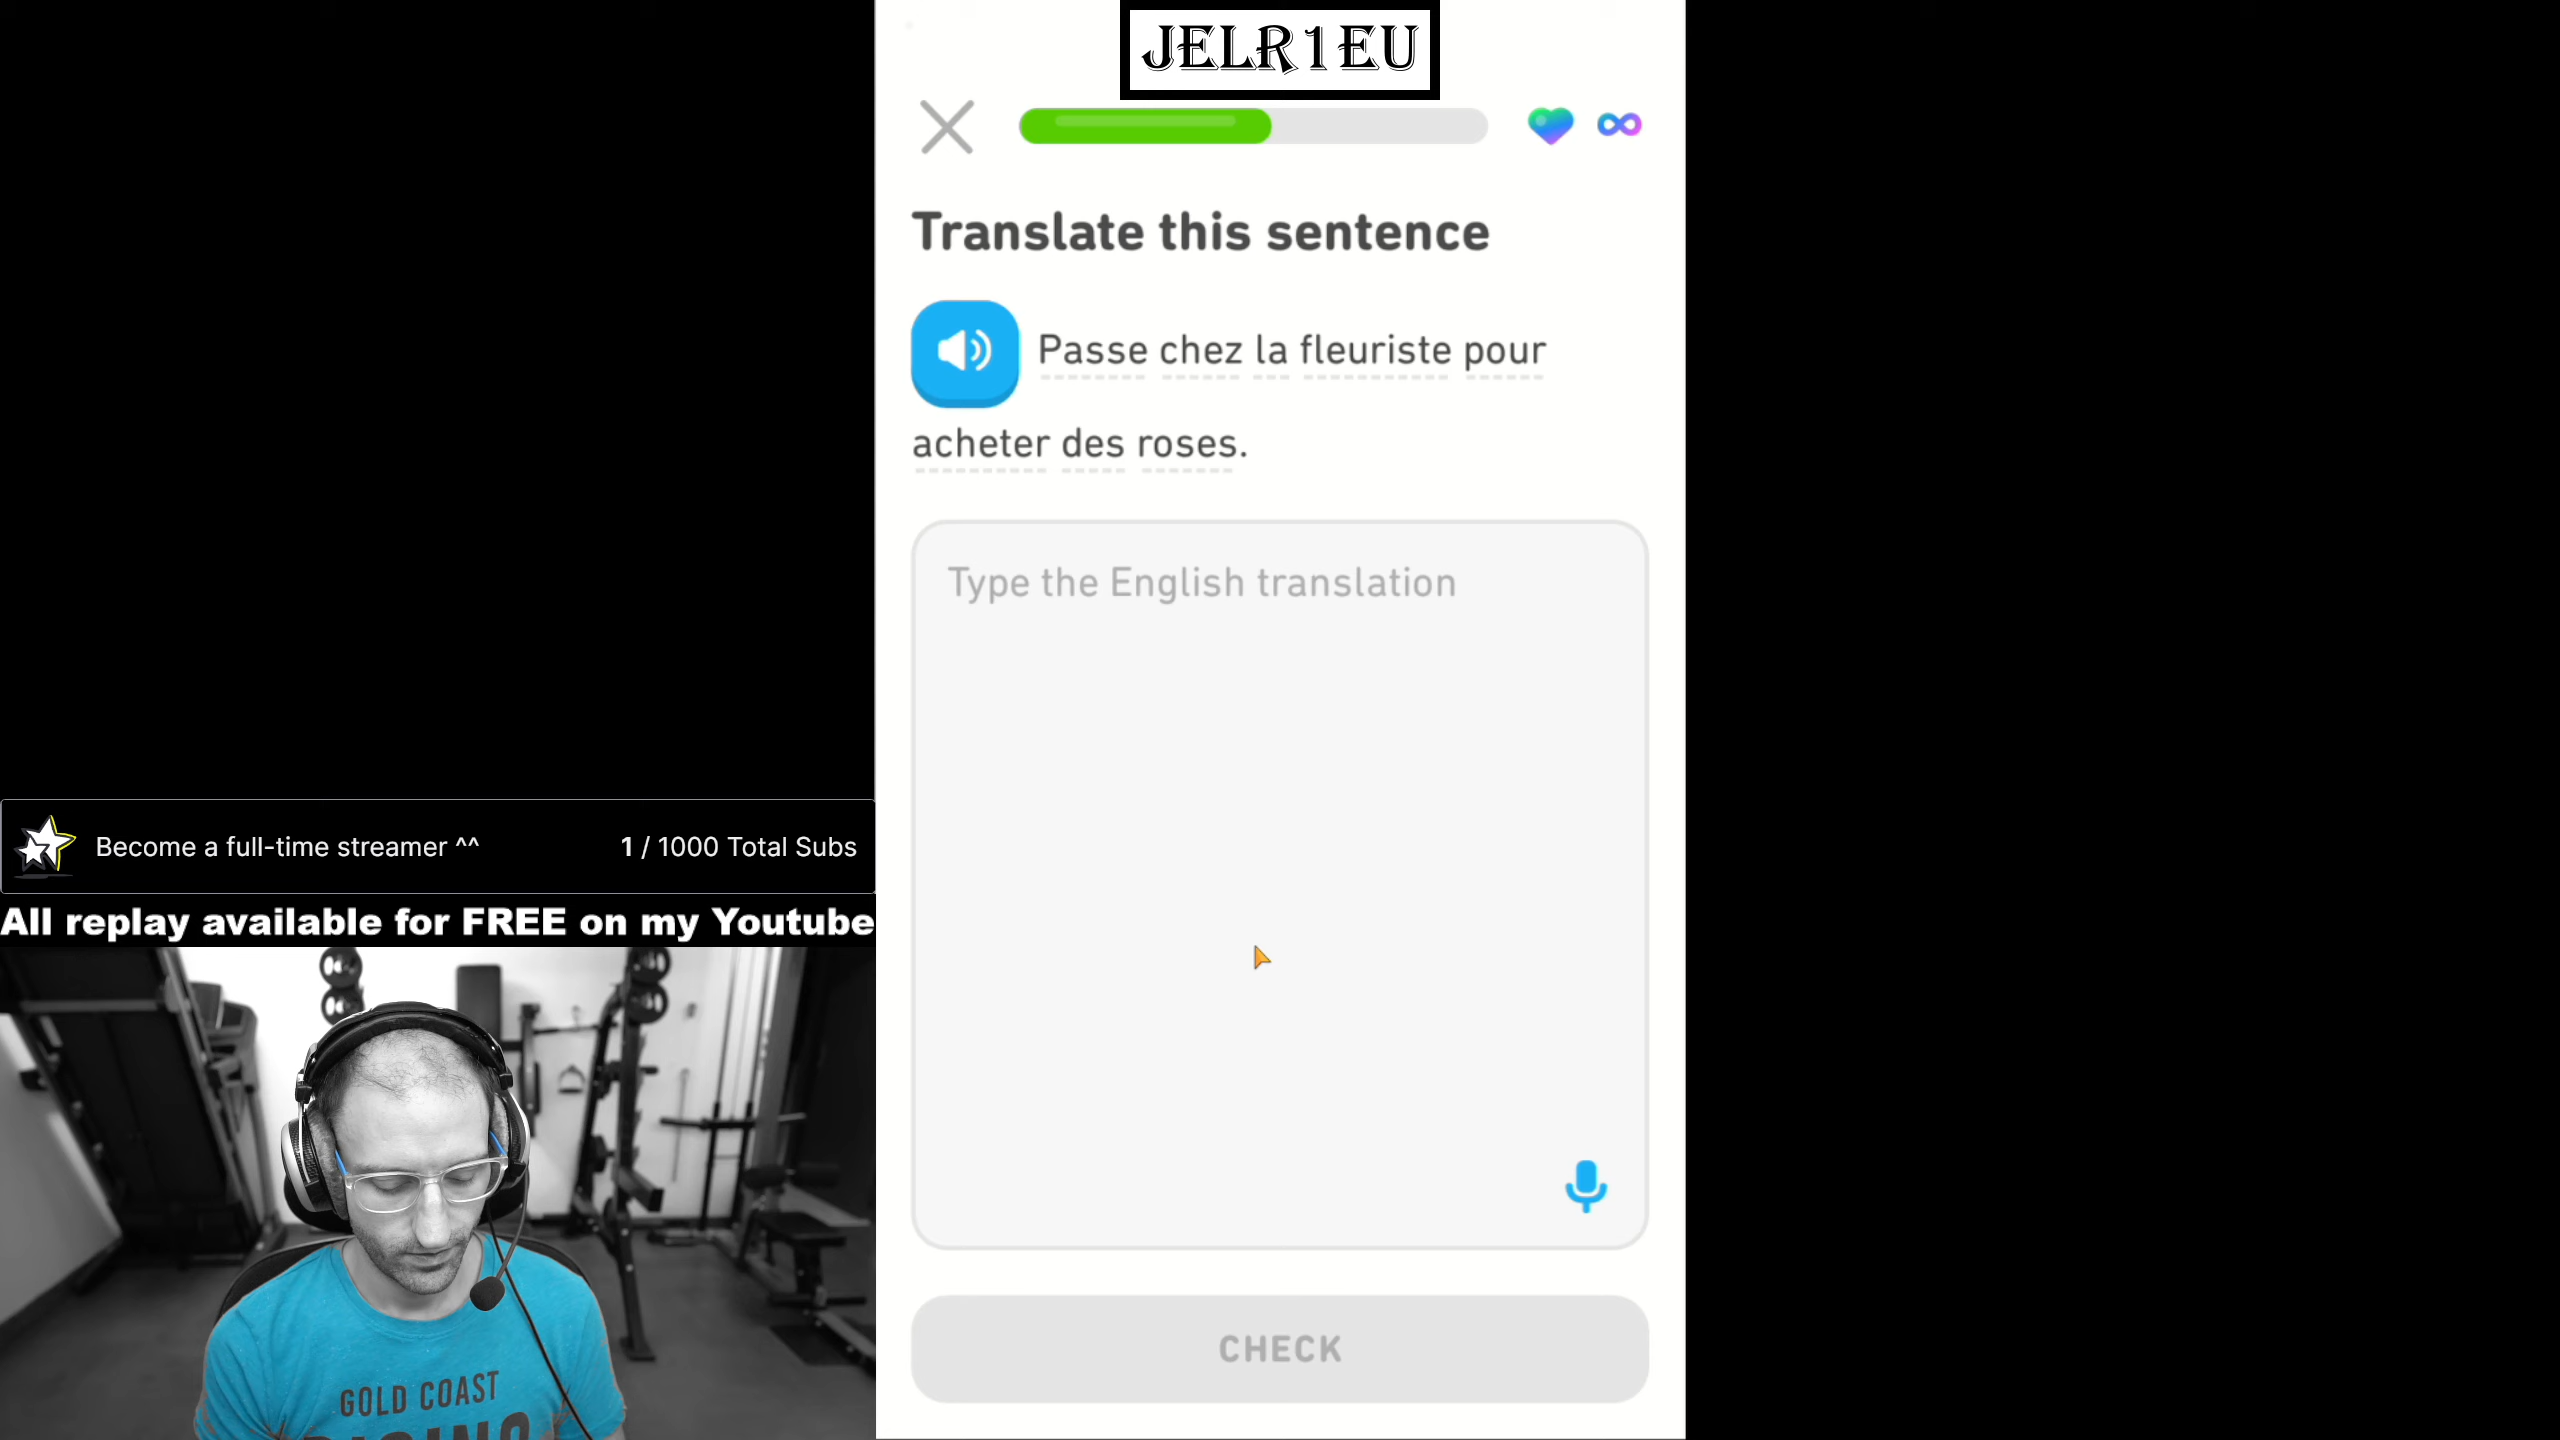 JELR1EU
Translate this sentence
Passe chez la fleuriste pour
acheter des roses.
Type the English translation
CHECK
Become a full-time streamer ^^ 1 / 1000 Total Subs
All replay available for FREE on my Youtube
GOLD COAST